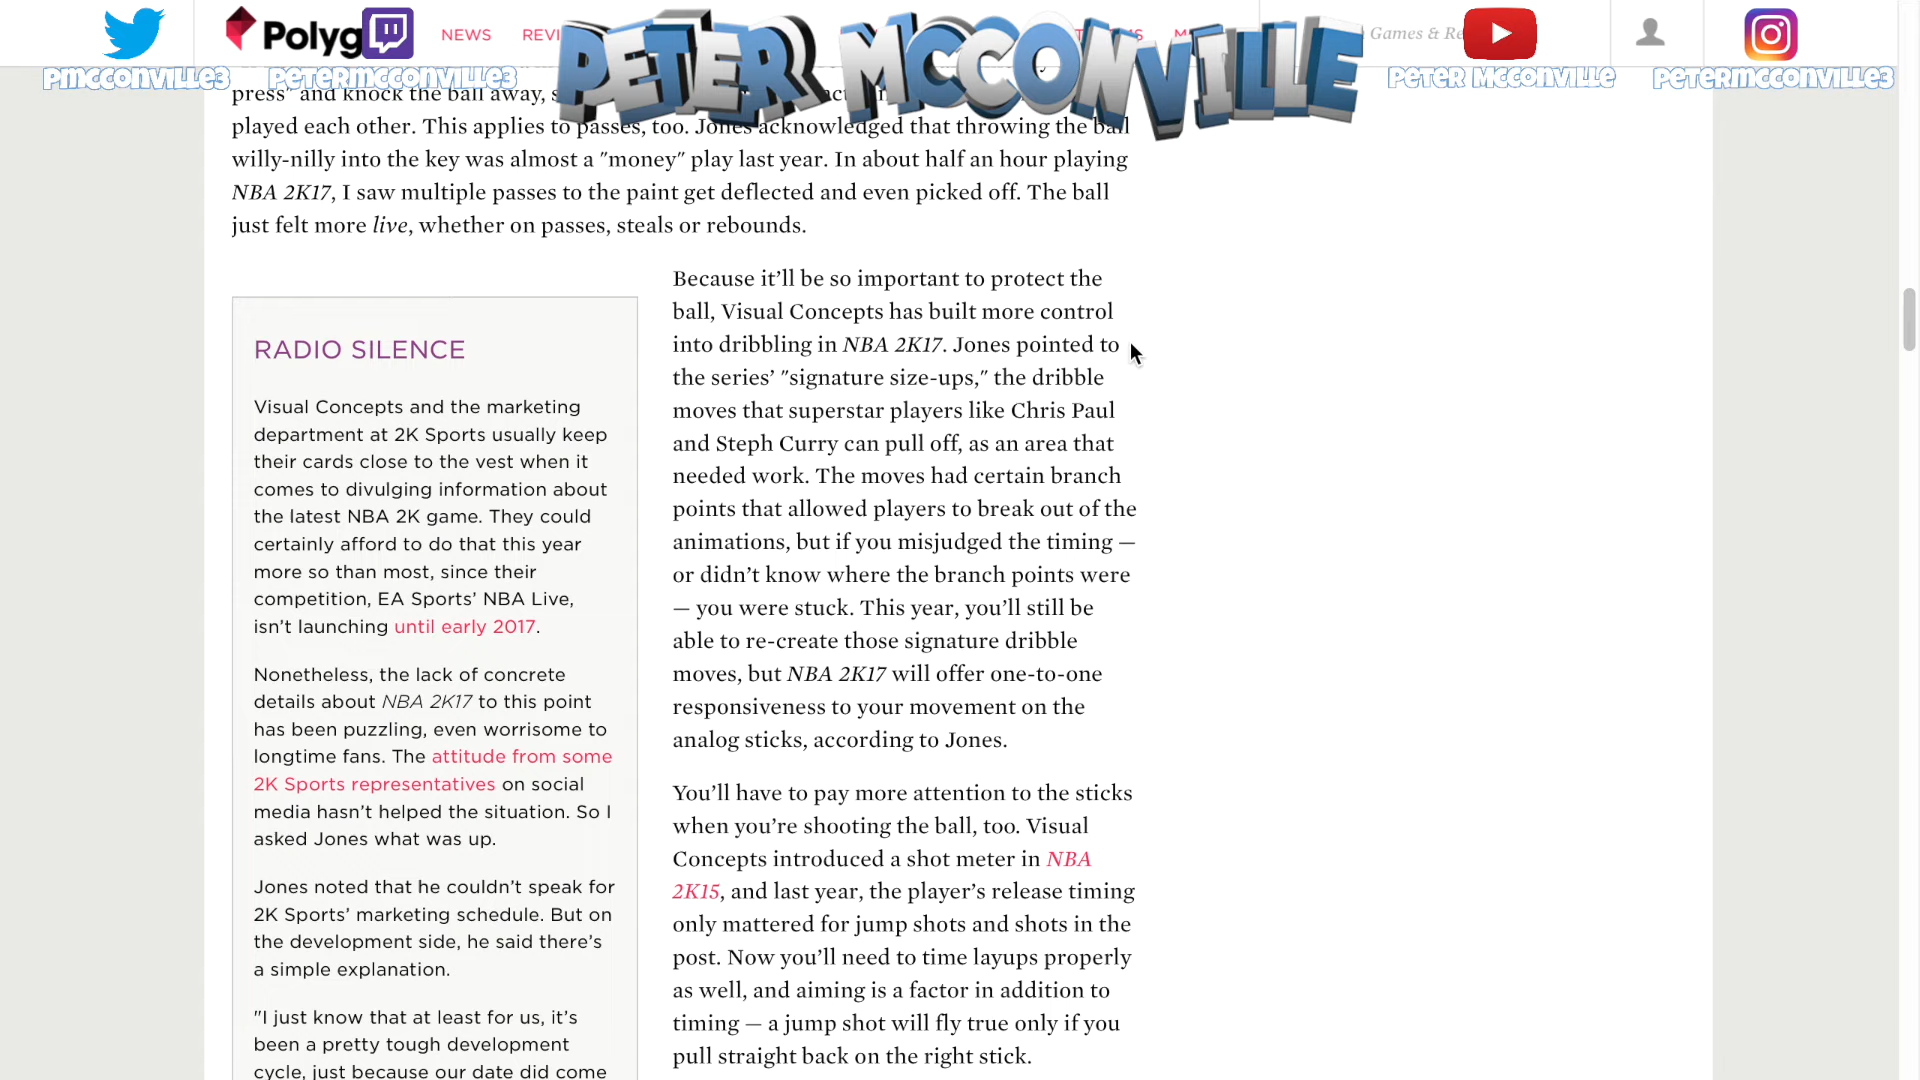 Polyg
NEWS
REVI
Games & Re
PETER MCCONVILLE
PMCCONVILLE3
PETERMCCONVILLE3
PETER MCCONVILLE
PETERMCCONVILLE3
press" and knock the ball away, s
played each other. This applies to passes, too. Jones acknowledged that throwing the ball
willy-nilly into the key was almost a "money" play last year. In about half an hour playing
NBA 2K17, I saw multiple passes to the paint get deflected and even picked off. The ball
just felt more live, whether on passes, steals or rebounds.
RADIO SILENCE
Visual Concepts and the marketing
department at 2K Sports usually keep
their cards close to the vest when it
comes to divulging information about
the latest NBA 2K game. They could
certainly afford to do that this year
more so than most, since their
competition, EA Sports’ NBA Live,
isn’t launching until early 2017.
Nonetheless, the lack of concrete
details about NBA 2K17 to this point
has been puzzling, even worrisome to
longtime fans. The attitude from some
2K Sports representatives on social
media hasn’t helped the situation. So I
asked Jones what was up.
Jones noted that he couldn’t speak for
2K Sports’ marketing schedule. But on
the development side, he said there’s
a simple explanation.
"I just know that at least for us, it’s
been a pretty tough development
cycle, just because our date did come
Because it’ll be so important to protect the
ball, Visual Concepts has built more control
into dribbling in NBA 2K17. Jones pointed to
the series’ "signature size-ups," the dribble
moves that superstar players like Chris Paul
and Steph Curry can pull off, as an area that
needed work. The moves had certain branch
points that allowed players to break out of the
animations, but if you misjudged the timing —
or didn’t know where the branch points were
— you were stuck. This year, you’ll still be
able to re-create those signature dribble
moves, but NBA 2K17 will offer one-to-one
responsiveness to your movement on the
analog sticks, according to Jones.
You’ll have to pay more attention to the sticks
when you’re shooting the ball, too. Visual
Concepts introduced a shot meter in NBA
2K15, and last year, the player’s release timing
only mattered for jump shots and shots in the
post. Now you’ll need to time layups properly
as well, and aiming is a factor in addition to
timing — a jump shot will fly true only if you
pull straight back on the right stick.